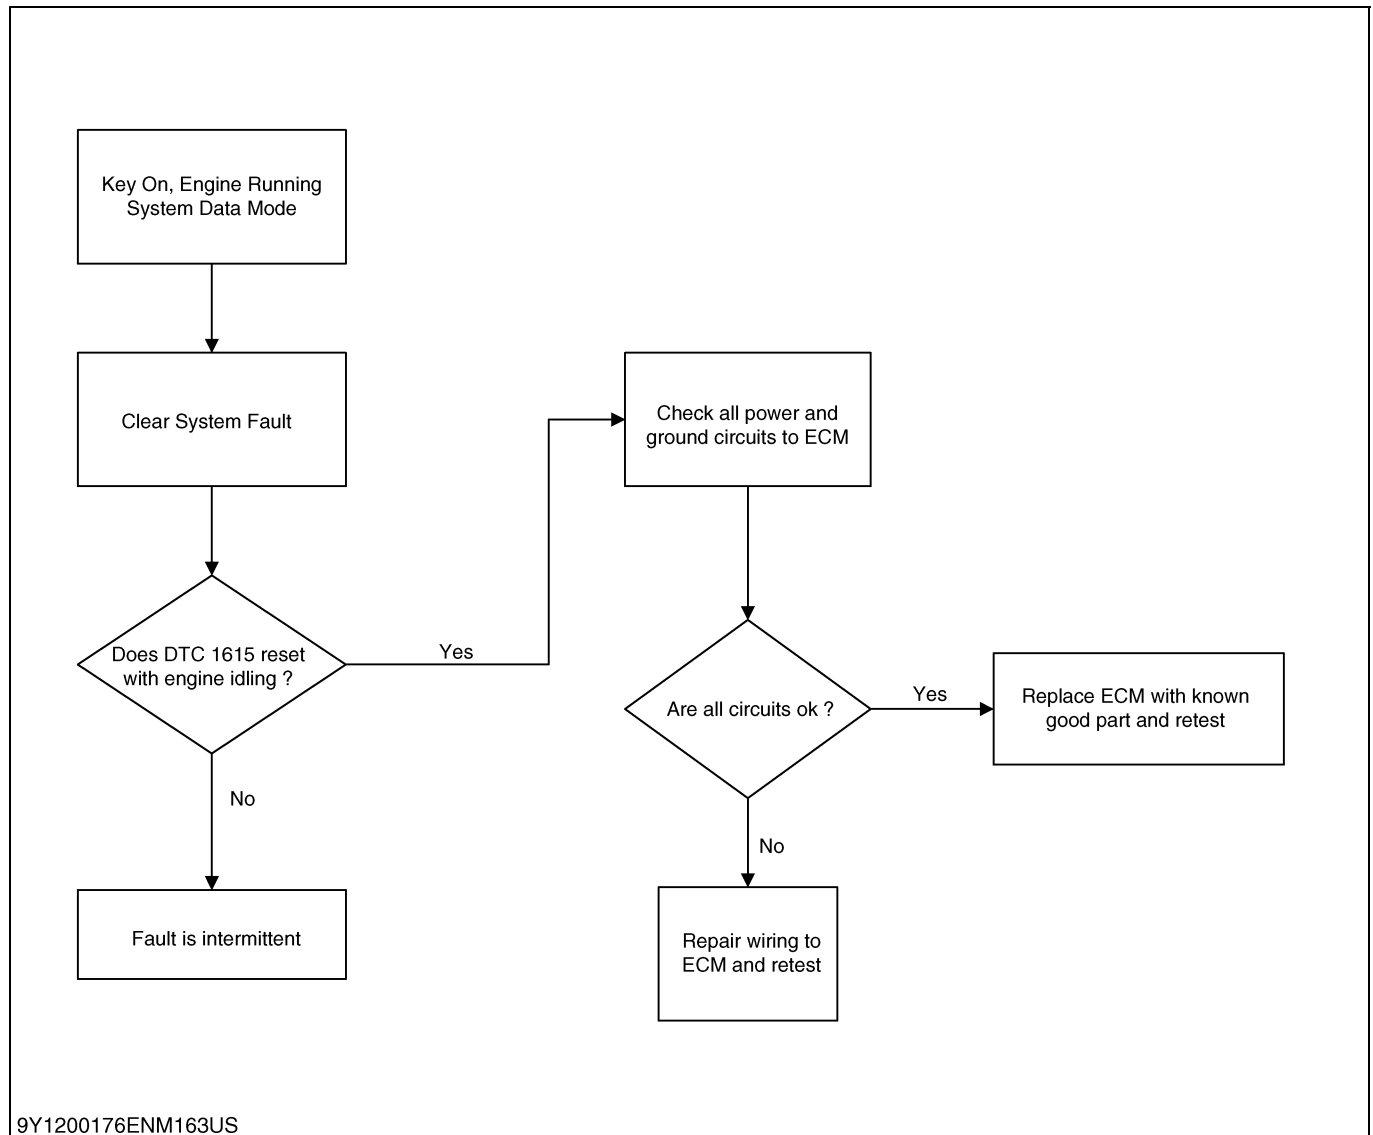 Key On, Engine Running
System Data Mode
Clear System Fault
Does DTC 1615 reset
with engine idling ?
Yes
No
Fault is intermittent
Check all power and
ground circuits to ECM
Are all circuits ok ?
Yes
Replace ECM with known
good part and retest
No
Repair wiring to
ECM and retest
9Y1200176ENM163US